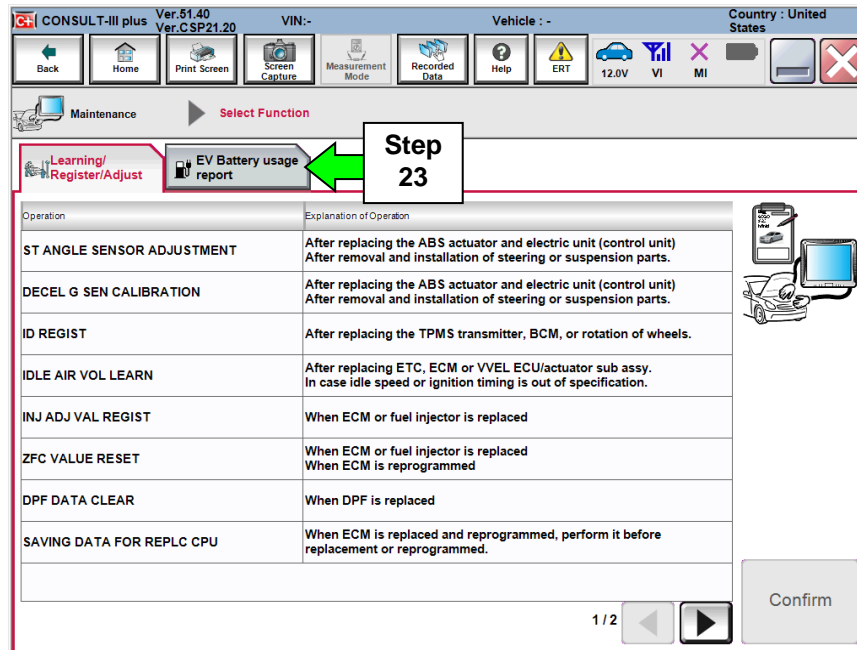 CONSULT-III plus Ver.51.40 Ver.CSP21.20 VIN:- Vehicle : - Country : United States
Back Home Print Screen Screen Capture Measurement Mode Recorded Data Help ERT 12.0V VI MI
Maintenance Select Function
Step
23
Learning/
Register/Adjust
EV Battery usage
report
Operation Explanation of Operation
ST ANGLE SENSOR ADJUSTMENT
After replacing the ABS actuator and electric unit (control unit)
After removal and installation of steering or suspension parts.
DECEL G SEN CALIBRATION
After replacing the ABS actuator and electric unit (control unit)
After removal and installation of steering or suspension parts.
ID REGIST
After replacing the TPMS transmitter, BCM, or rotation of wheels.
IDLE AIR VOL LEARN
After replacing ETC, ECM or VVEL ECU/actuator sub assy.
In case idle speed or ignition timing is out of specification.
INJ ADJ VAL REGIST
When ECM or fuel injector is replaced
ZFC VALUE RESET
When ECM or fuel injector is replaced
When ECM is reprogrammed
DPF DATA CLEAR
When DPF is replaced
SAVING DATA FOR REPLC CPU
When ECM is replaced and reprogrammed, perform it before
replacement or reprogrammed.
1 / 2
Confirm